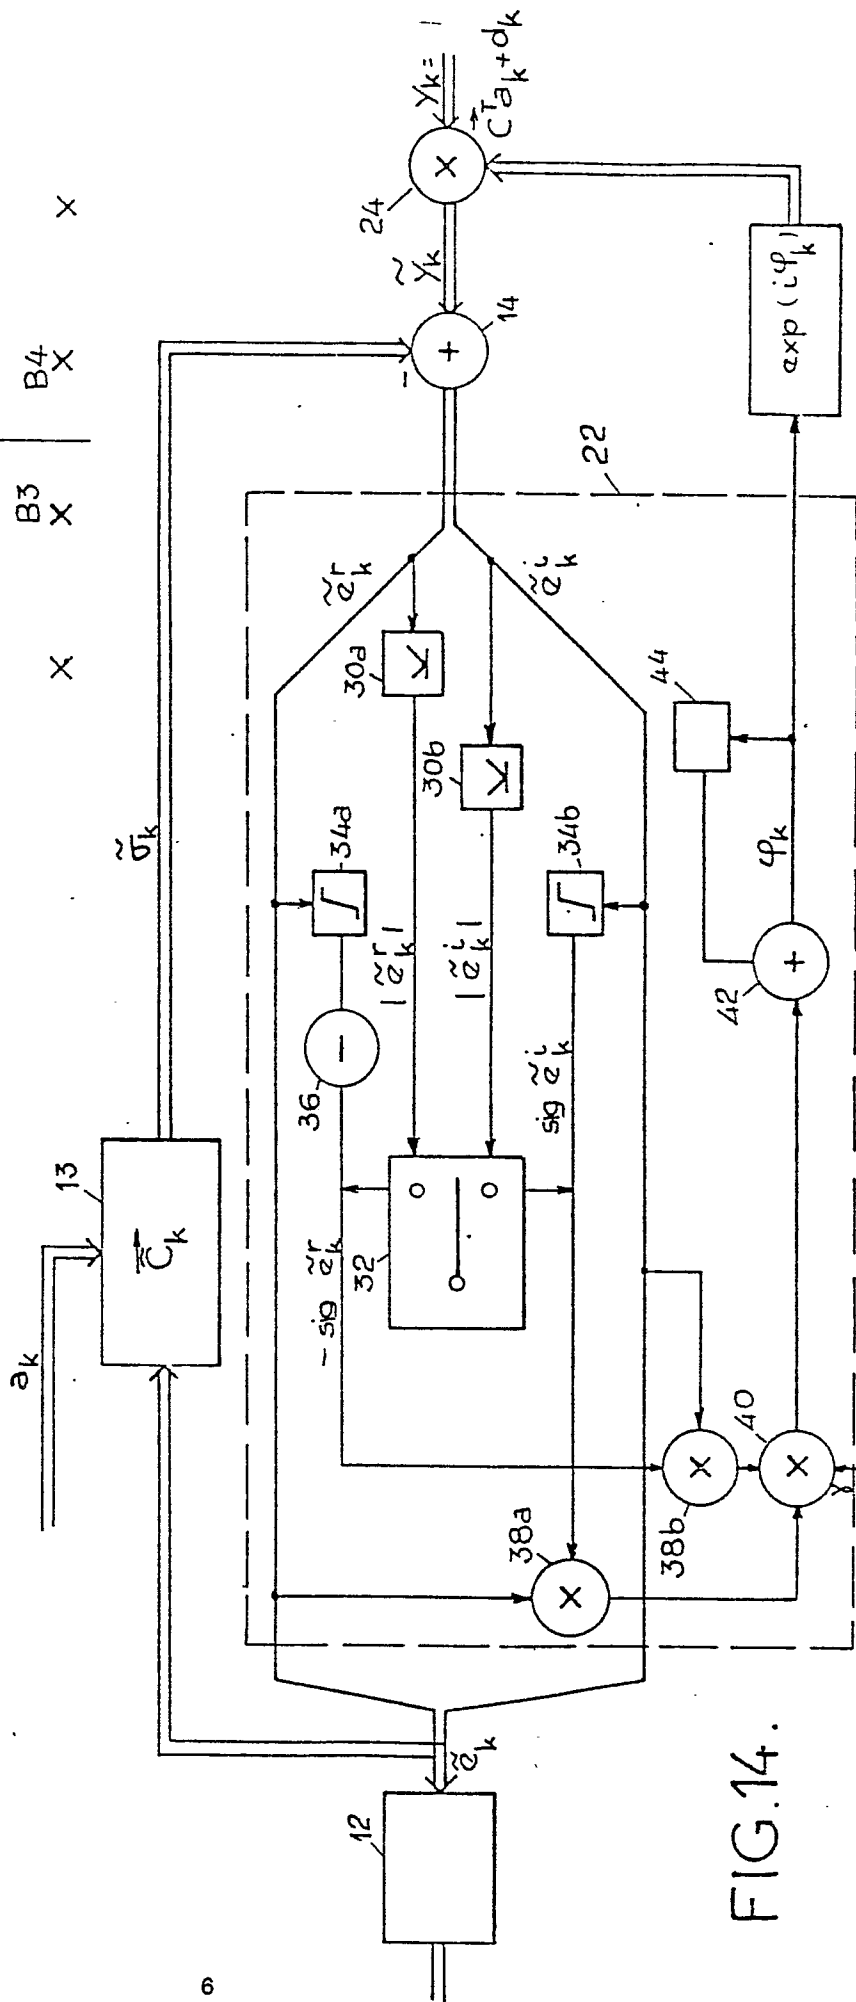 B3
B4
X
X
X
X
a_k
13
C_k
σ̃_k
24
y_k =
C^T a_k + d_k
ỹ_k
14
+
-
X
ẽ_k^r
30a
ẽ_k^i
30b
34a
36
-
|ẽ_k^r|
|ẽ_k^i|
34b
- sig ẽ_k^r
32
sig ẽ_k^i
22
38a
X
38b
X
40
X
γ
42
+
44
φ_k
exp(iφ_k)
ẽ_k
12
FIG.14.
6